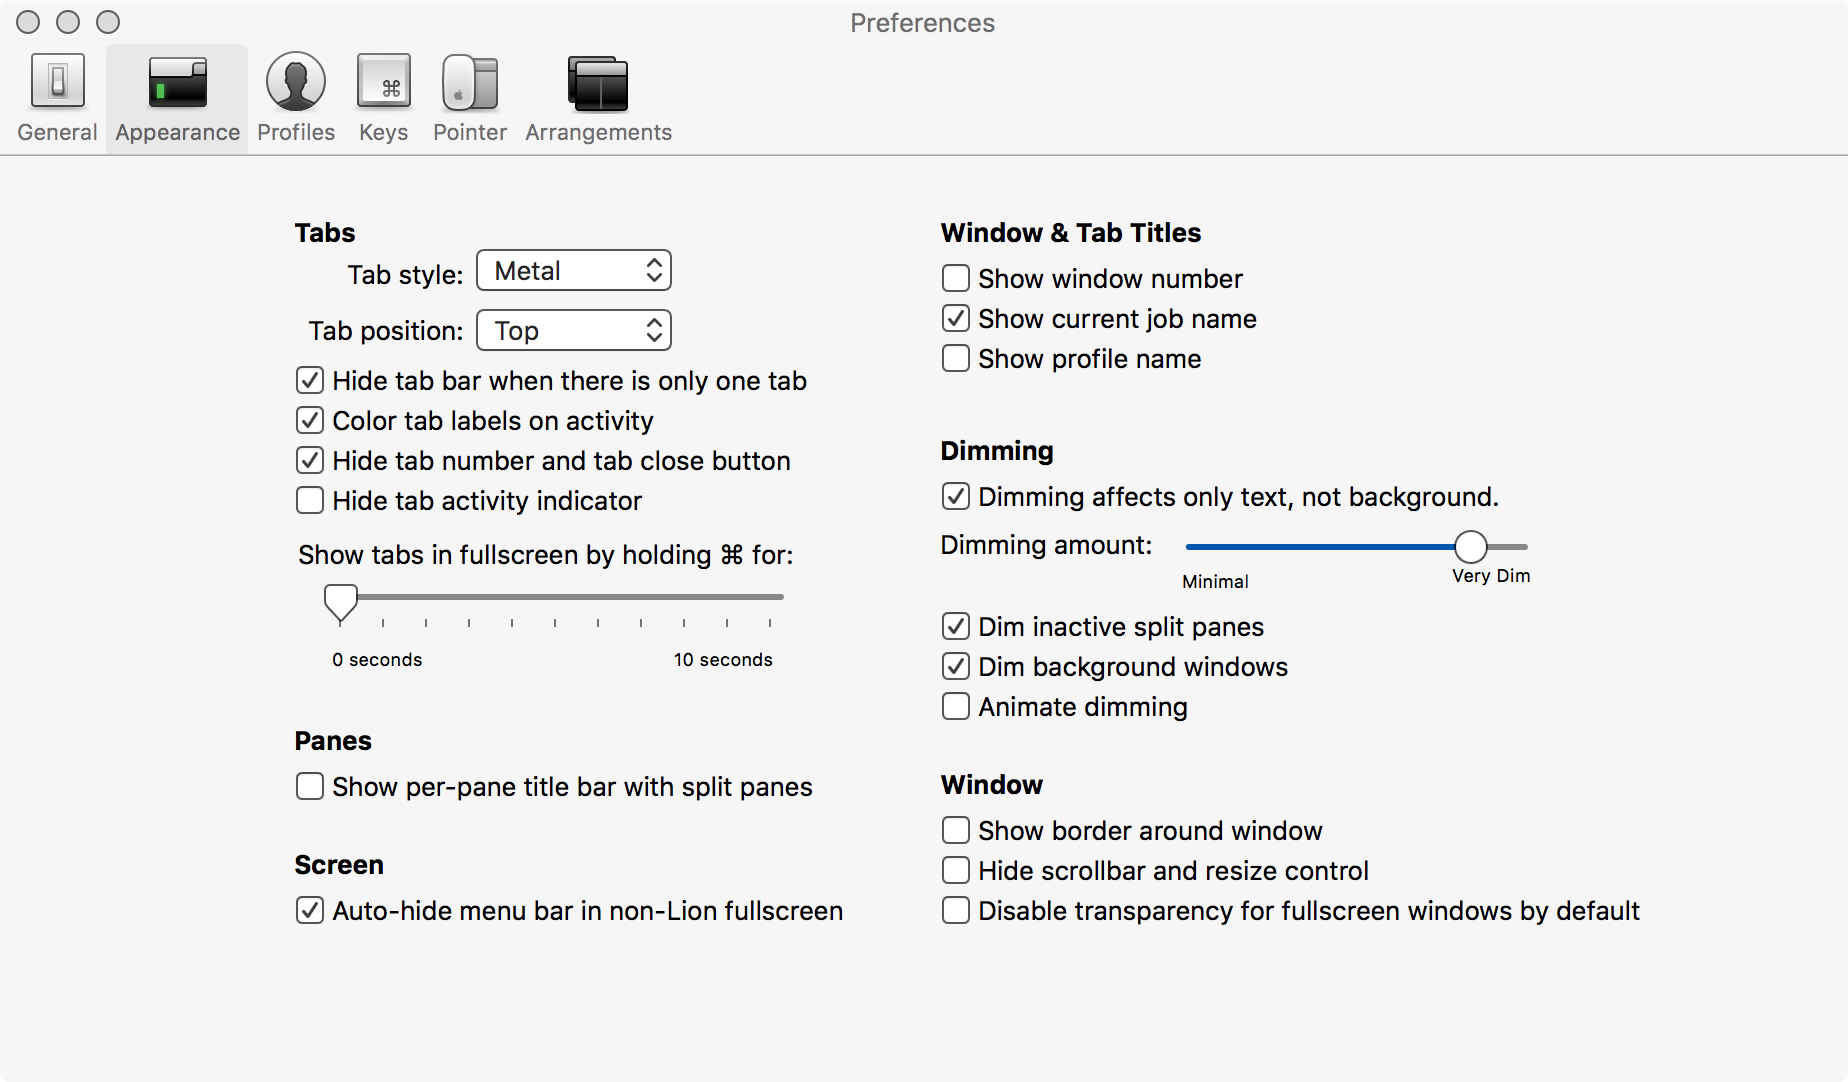 Preferences
General Appearance Profiles Keys Pointer Arrangements
Tabs
Tab style: Metal
Tab position: Top
Hide tab bar when there is only one tab
Color tab labels on activity
Hide tab number and tab close button
Hide tab activity indicator
Show tabs in fullscreen by holding ⌘ for:
0 seconds 10 seconds
Panes
Show per-pane title bar with split panes
Screen
Auto-hide menu bar in non-Lion fullscreen
Window & Tab Titles
Show window number
Show current job name
Show profile name
Dimming
Dimming affects only text, not background.
Dimming amount:
Minimal Very Dim
Dim inactive split panes
Dim background windows
Animate dimming
Window
Show border around window
Hide scrollbar and resize control
Disable transparency for fullscreen windows by default